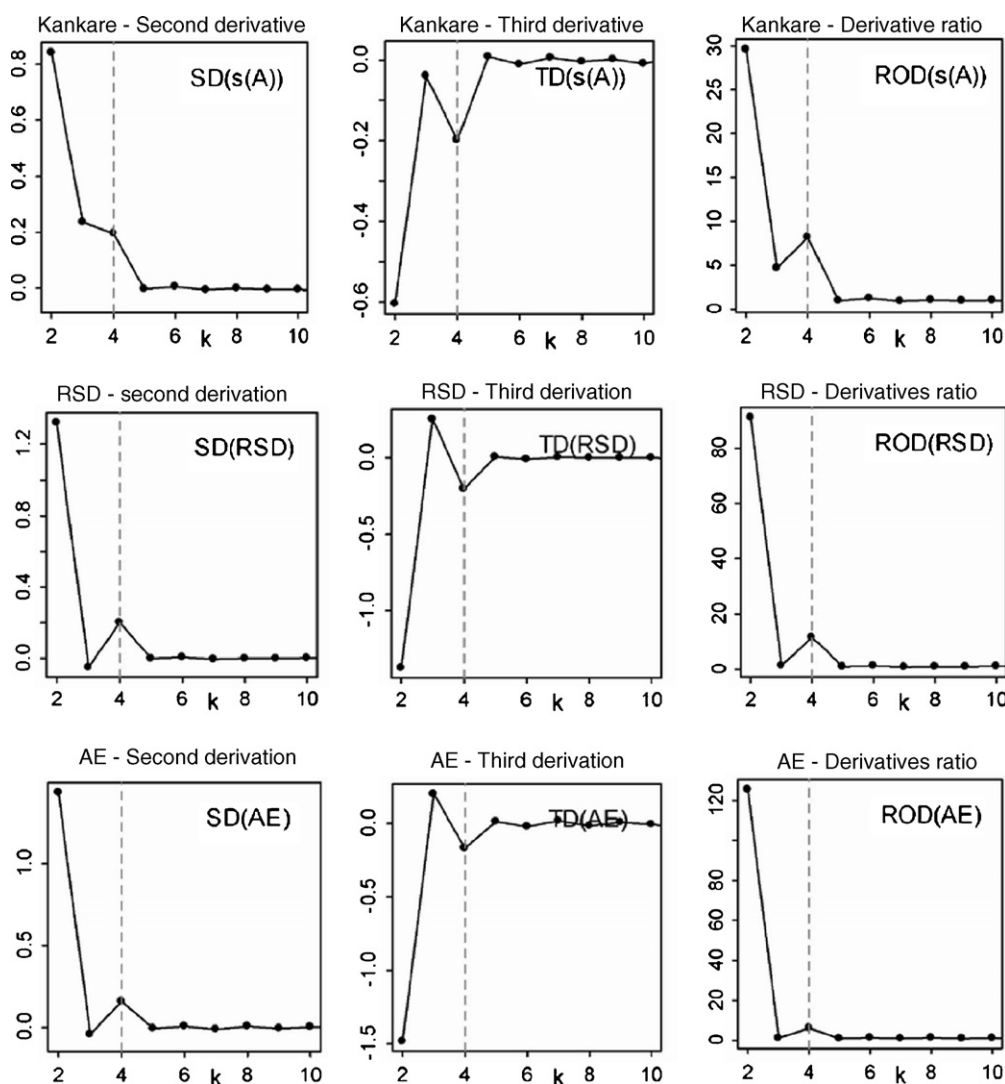 Kankare - Second derivative
SD(s(A))
0.8
0.6
0.4
0.2
0.0
2 4 6 8 10
k
Kankare - Third derivative
TD(s(A))
0.0
-0.2
-0.4
-0.6
2 4 6 8 10
k
Kankare - Derivative ratio
ROD(s(A))
30
25
20
15
10
5
0
2 4 6 8 10
k
RSD - second derivation
SD(RSD)
1.2
0.8
0.4
0.0
2 4 6 8 10
k
RSD - Third derivation
TD(RSD)
0.0
-0.5
-1.0
2 4 6 8 10
k
RSD - Derivatives ratio
ROD(RSD)
80
60
40
20
0
2 4 6 8 10
k
AE - Second derivation
SD(AE)
1.0
0.5
0.0
2 4 6 8 10
k
AE - Third derivation
TD(AE)
0.0
-0.5
-1.0
-1.5
2 4 6 8 10
k
AE - Derivatives ratio
ROD(AE)
120
100
80
60
40
20
0
2 4 6 8 10
k